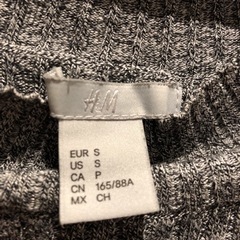 H&M
EUR S
US S
CA P
CN 165/88A
MX CH